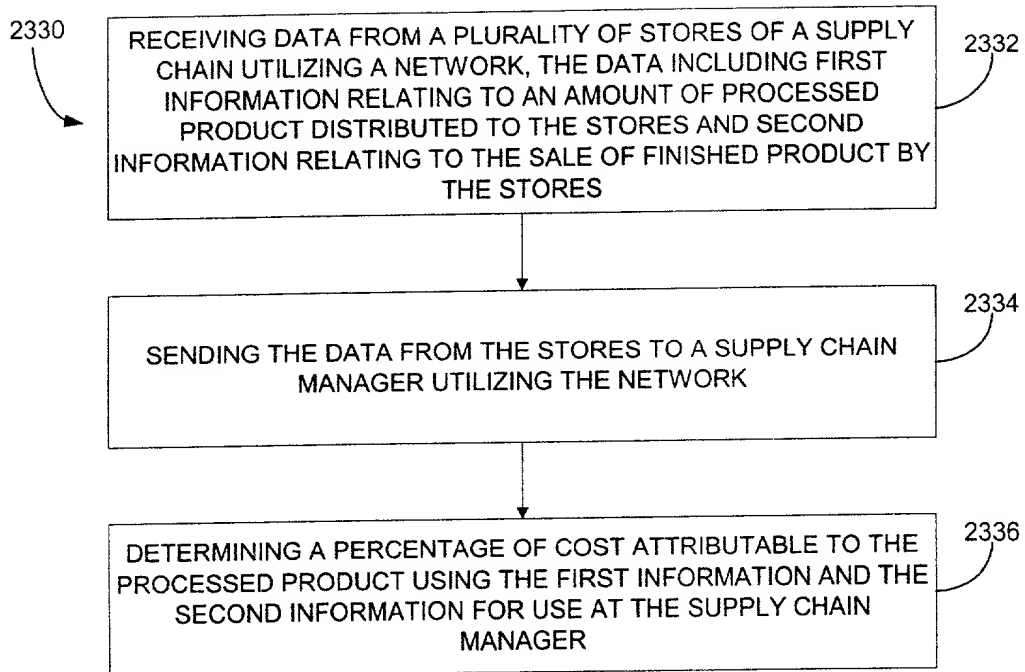 2330
RECEIVING DATA FROM A PLURALITY OF STORES OF A SUPPLY
CHAIN UTILIZING A NETWORK, THE DATA INCLUDING FIRST
INFORMATION RELATING TO AN AMOUNT OF PROCESSED
PRODUCT DISTRIBUTED TO THE STORES AND SECOND
INFORMATION RELATING TO THE SALE OF FINISHED PRODUCT BY
THE STORES
2332
SENDING THE DATA FROM THE STORES TO A SUPPLY CHAIN
MANAGER UTILIZING THE NETWORK
2334
DETERMINING A PERCENTAGE OF COST ATTRIBUTABLE TO THE
PROCESSED PRODUCT USING THE FIRST INFORMATION AND THE
SECOND INFORMATION FOR USE AT THE SUPPLY CHAIN
MANAGER
2336